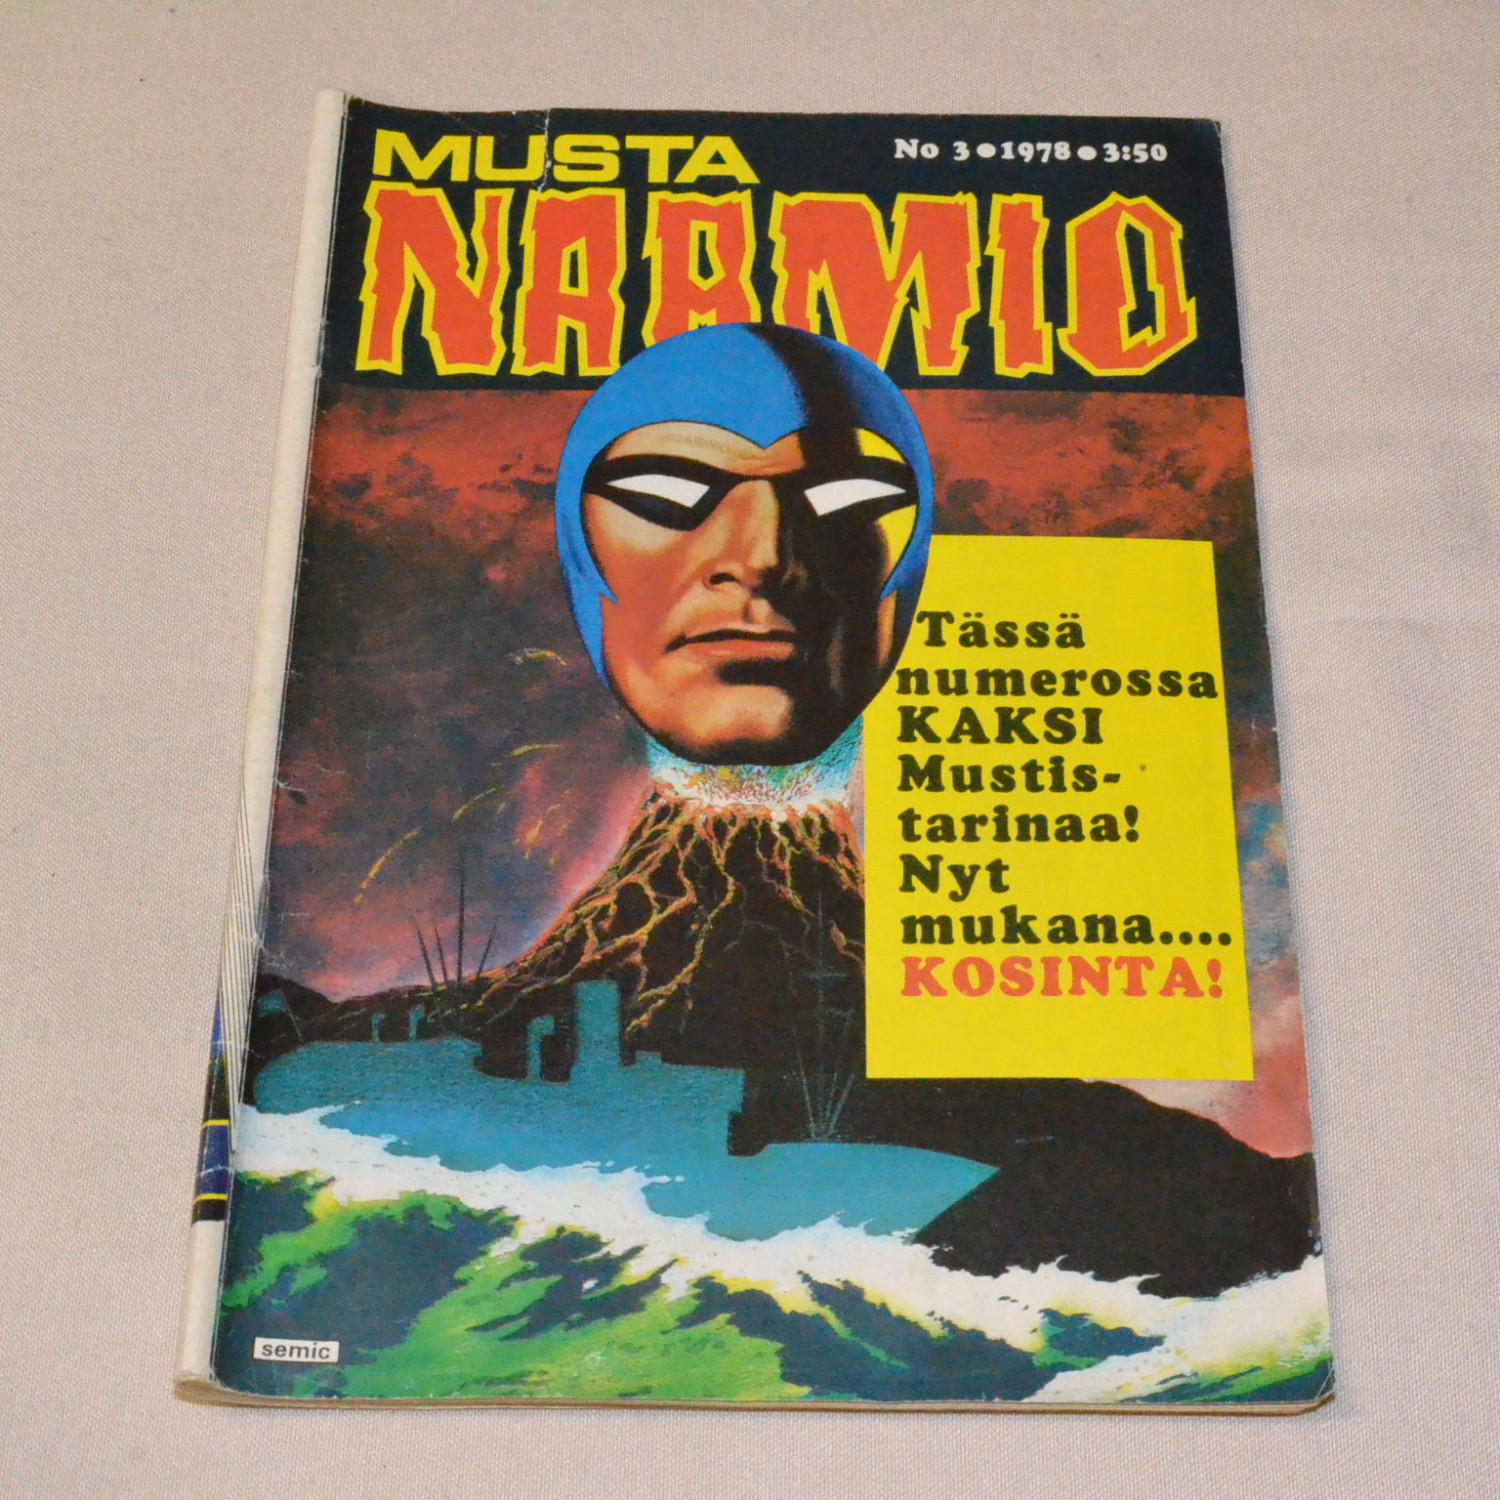 MUSTA
No 3 • 1978 • 3:50
NAAMIO
Tässä
numerossa
KAKSI
Mustis-
tarinaa!
Nyt
mukana....
KOSINTA!
semic